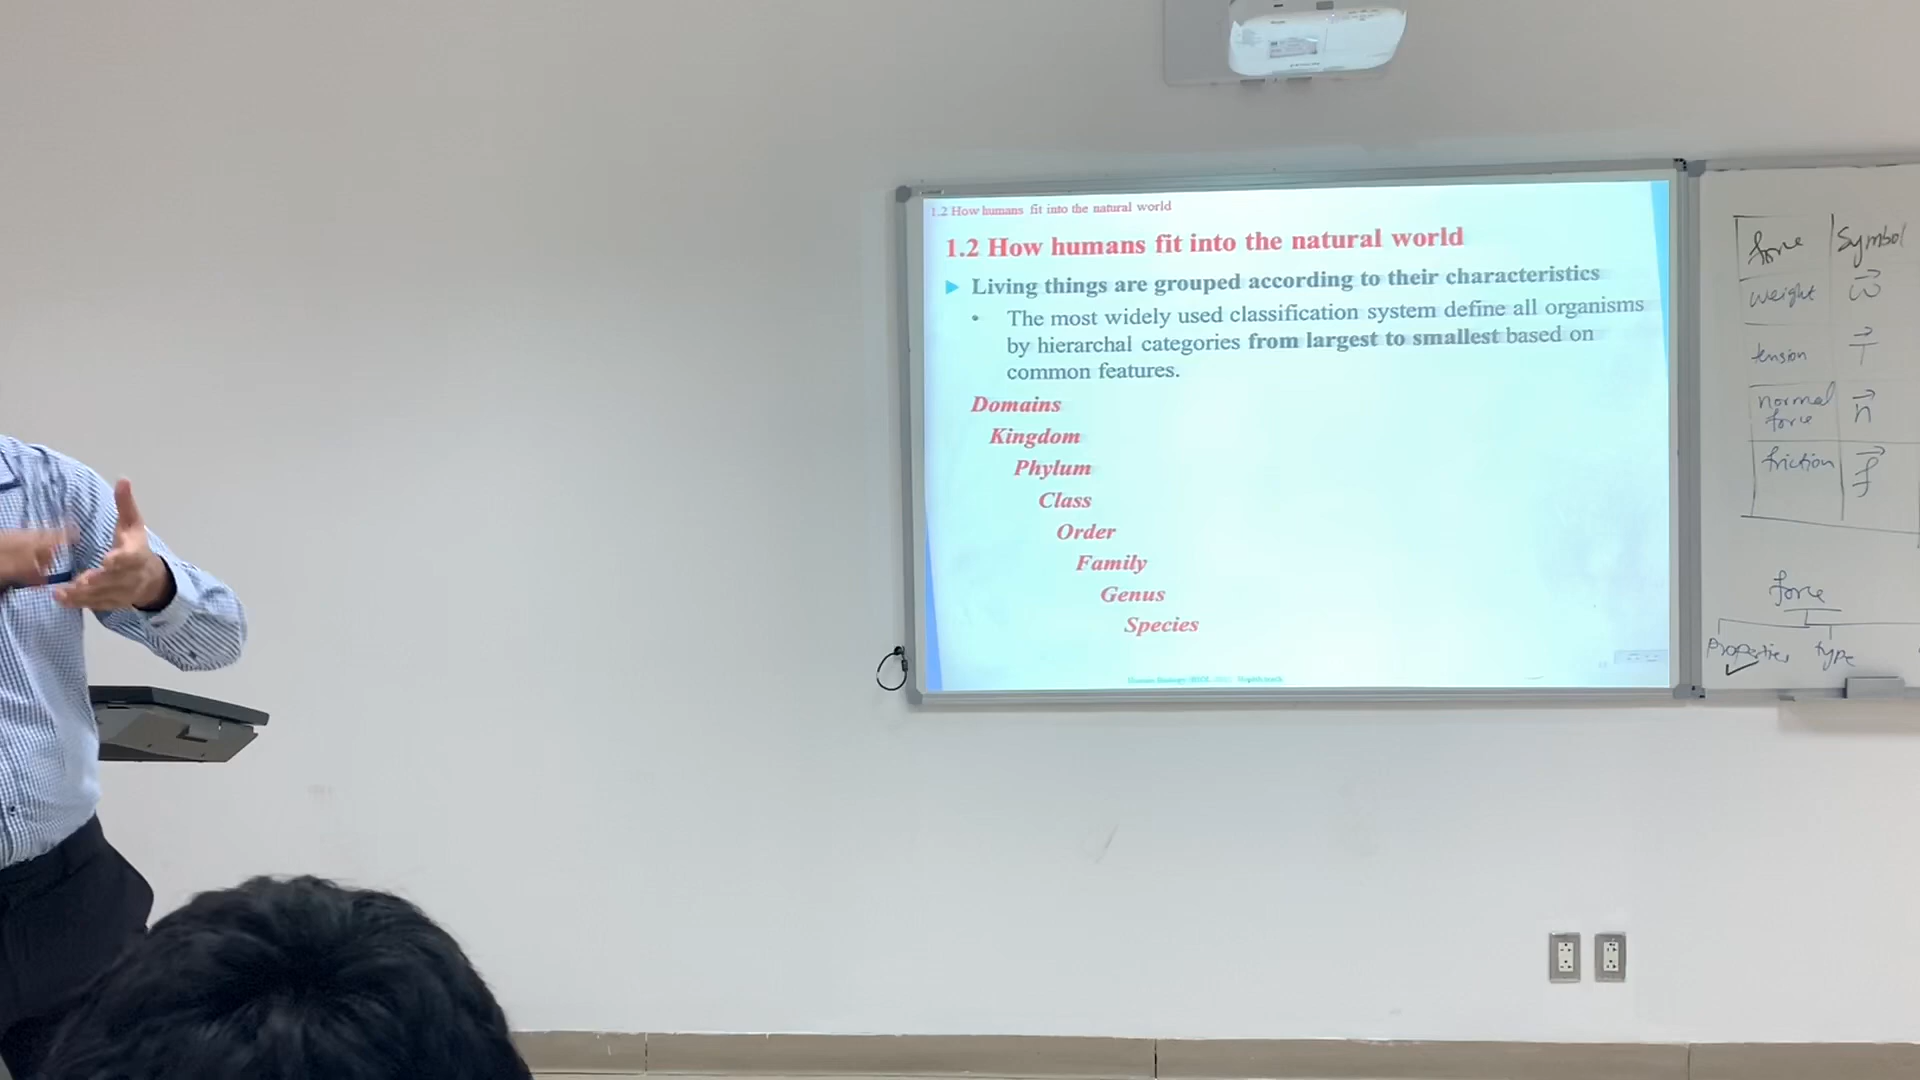 1.2 How humans fit into the natural world
1.2 How humans fit into the natural world
Living things are grouped according to their characteristics
• The most widely used classification system define all organisms
by hierarchal categories from largest to smallest based on
common features.
Domains
Kingdom
Phylum
Class
Order
Family
Genus
Species
force Symbol
weight w
tension T
normal force n
friction f
force
Properties type